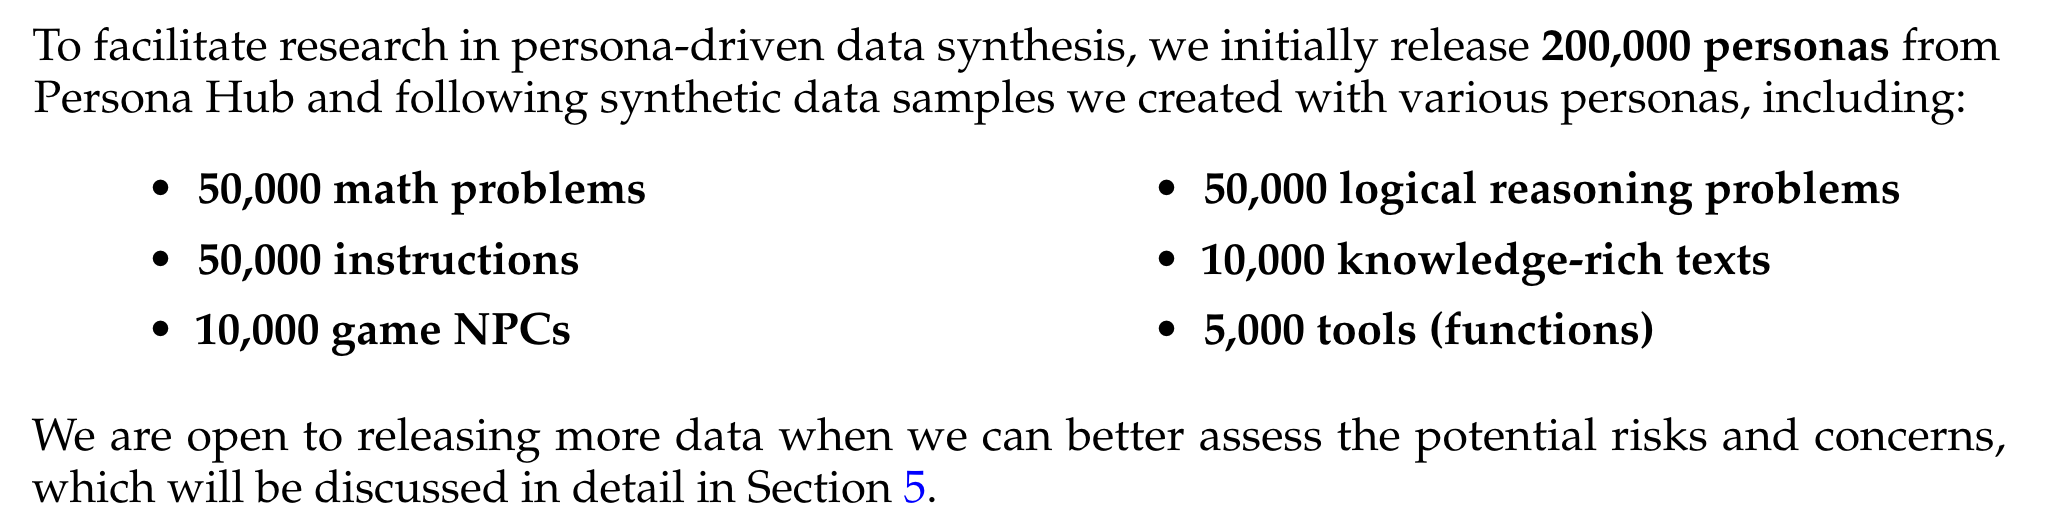 To facilitate research in persona-driven data synthesis, we initially release 200,000 personas from
Persona Hub and following synthetic data samples we created with various personas, including:
• 50,000 math problems
• 50,000 logical reasoning problems
• 50,000 instructions
• 10,000 knowledge-rich texts
• 10,000 game NPCs
• 5,000 tools (functions)
We are open to releasing more data when we can better assess the potential risks and concerns,
which will be discussed in detail in Section 5.